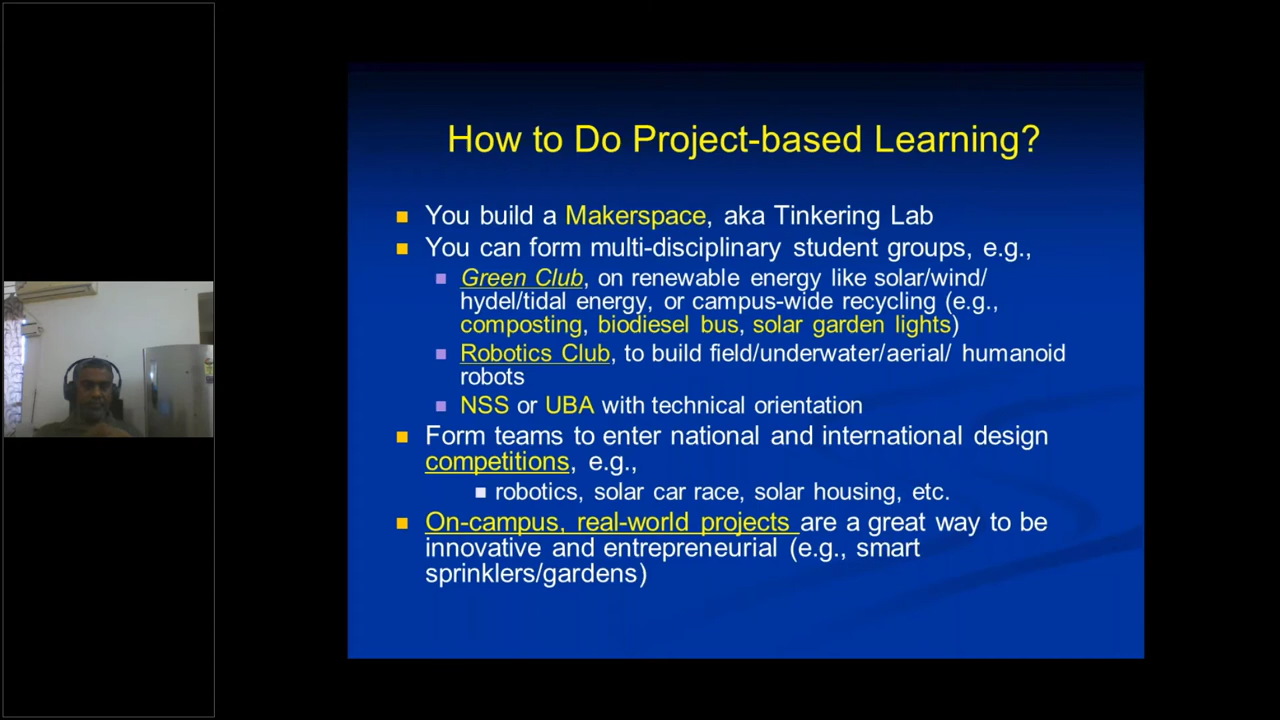 How to Do Project-based Learning?
You build a Makerspace, aka Tinkering Lab
You can form multi-disciplinary student groups, e.g.,
Green Club, on renewable energy like solar/wind/
hydel/tidal energy, or campus-wide recycling (e.g.,
composting, biodiesel bus, solar garden lights)
Robotics Club, to build field/underwater/aerial/ humanoid
robots
NSS or UBA with technical orientation
Form teams to enter national and international design
competitions, e.g.,
robotics, solar car race, solar housing, etc.
On-campus, real-world projects are a great way to be
innovative and entrepreneurial (e.g., smart
sprinklers/gardens)